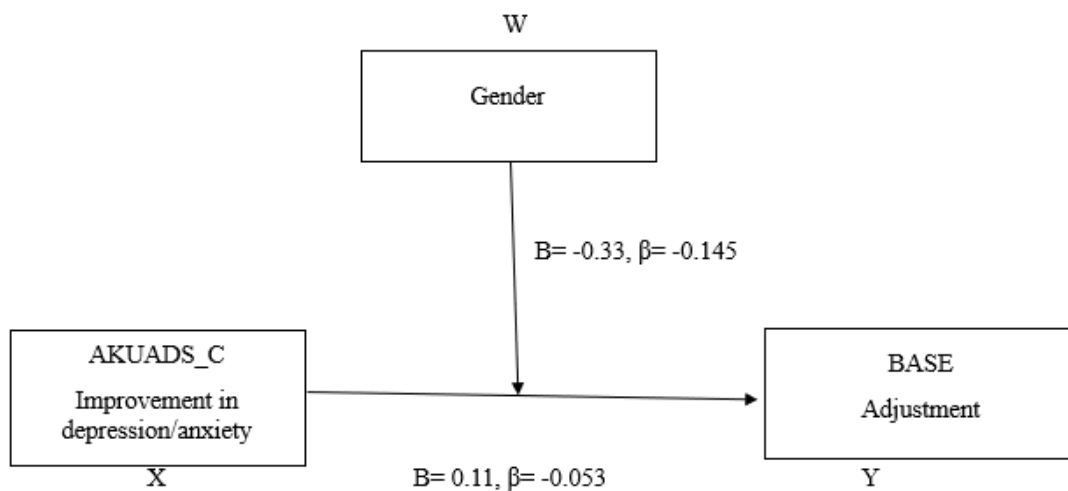 W
Gender
B= -0.33, β= -0.145
AKUADS_C
Improvement in
depression/anxiety
X
B= 0.11, β= -0.053
BASE
Adjustment
Y